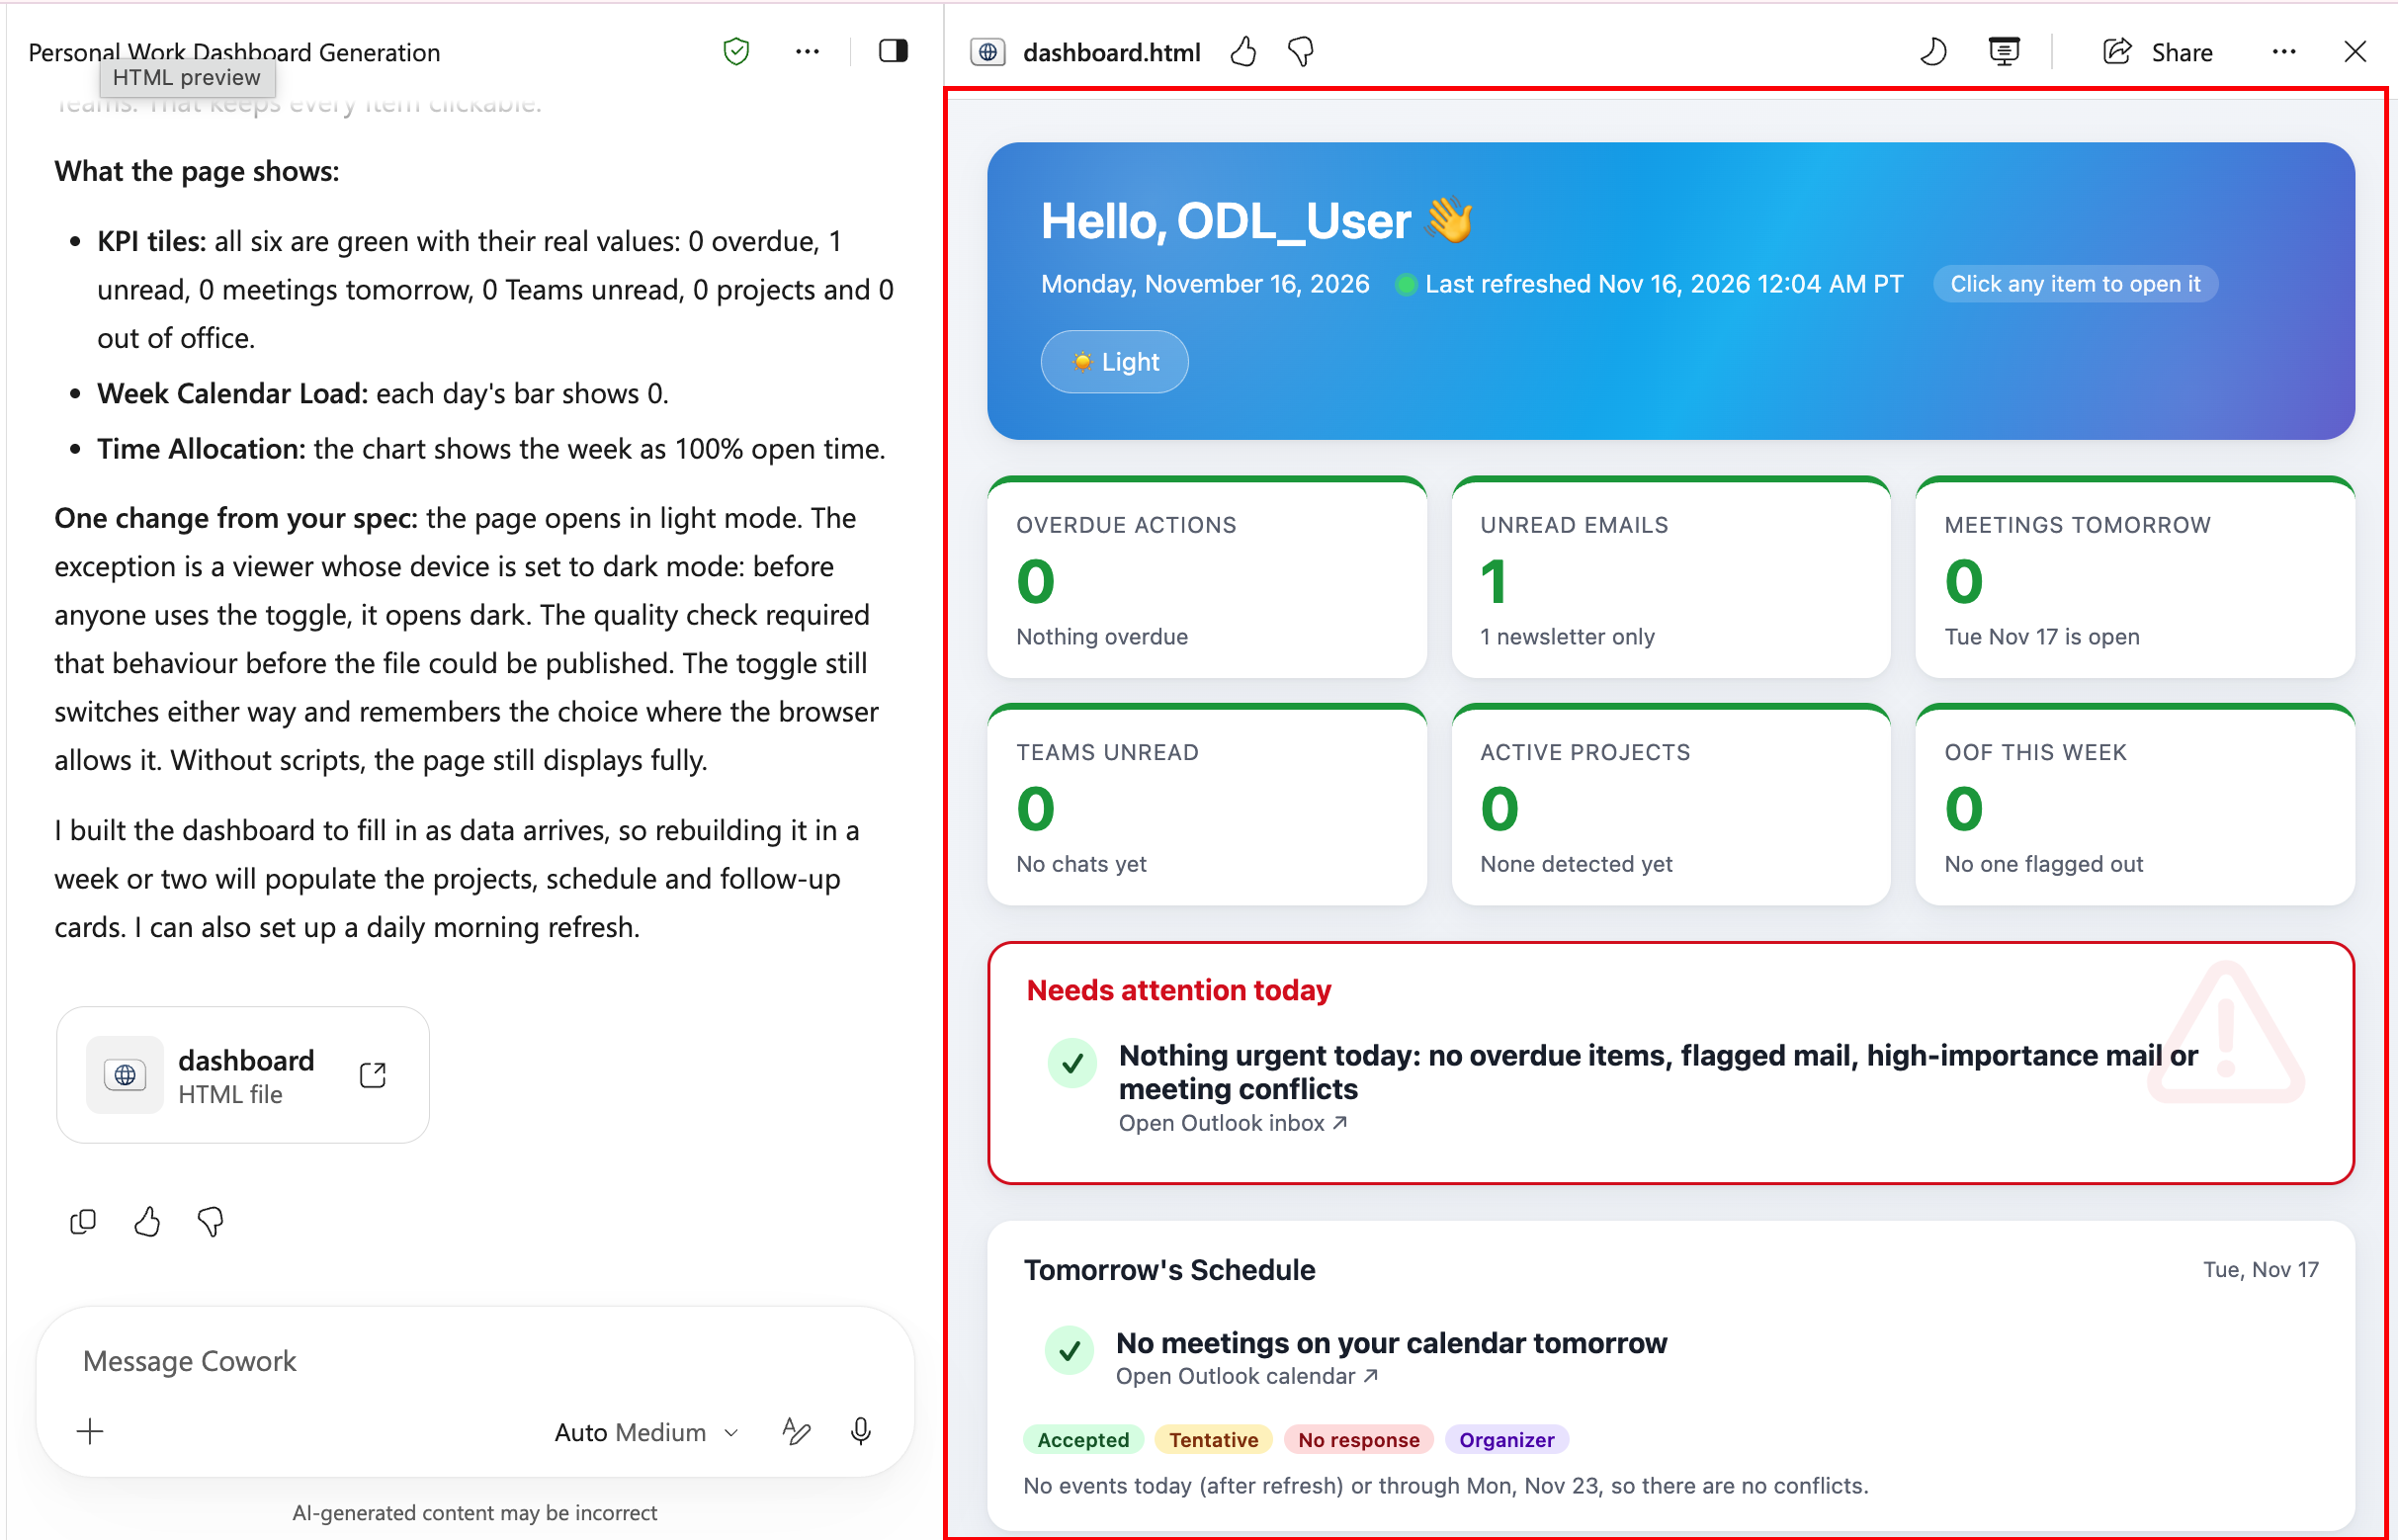 Personal Work Dashboard Generation
HTML preview
Teams. That keeps every item clickable.
What the page shows:
• KPI tiles: all six are green with their real values: 0 overdue, 1
unread, 0 meetings tomorrow, 0 Teams unread, 0 projects and 0
out of office.
• Week Calendar Load: each day's bar shows 0.
• Time Allocation: the chart shows the week as 100% open time.
One change from your spec: the page opens in light mode. The
exception is a viewer whose device is set to dark mode: before
anyone uses the toggle, it opens dark. The quality check required
that behaviour before the file could be published. The toggle still
switches either way and remembers the choice where the browser
allows it. Without scripts, the page still displays fully.
I built the dashboard to fill in as data arrives, so rebuilding it in a
week or two will populate the projects, schedule and follow-up
cards. I can also set up a daily morning refresh.
dashboard
HTML file
Message Cowork
Auto Medium
AI-generated content may be incorrect
dashboard.html
Share
Hello, ODL_User 👋
Monday, November 16, 2026 Last refreshed Nov 16, 2026 12:04 AM PT Click any item to open it
☀️ Light
OVERDUE ACTIONS
0
Nothing overdue
UNREAD EMAILS
1
1 newsletter only
MEETINGS TOMORROW
0
Tue Nov 17 is open
TEAMS UNREAD
0
No chats yet
ACTIVE PROJECTS
0
None detected yet
OOF THIS WEEK
0
No one flagged out
Needs attention today
Nothing urgent today: no overdue items, flagged mail, high-importance mail or
meeting conflicts
Open Outlook inbox ↗
Tomorrow's Schedule
Tue, Nov 17
No meetings on your calendar tomorrow
Open Outlook calendar ↗
Accepted Tentative No response Organizer
No events today (after refresh) or through Mon, Nov 23, so there are no conflicts.